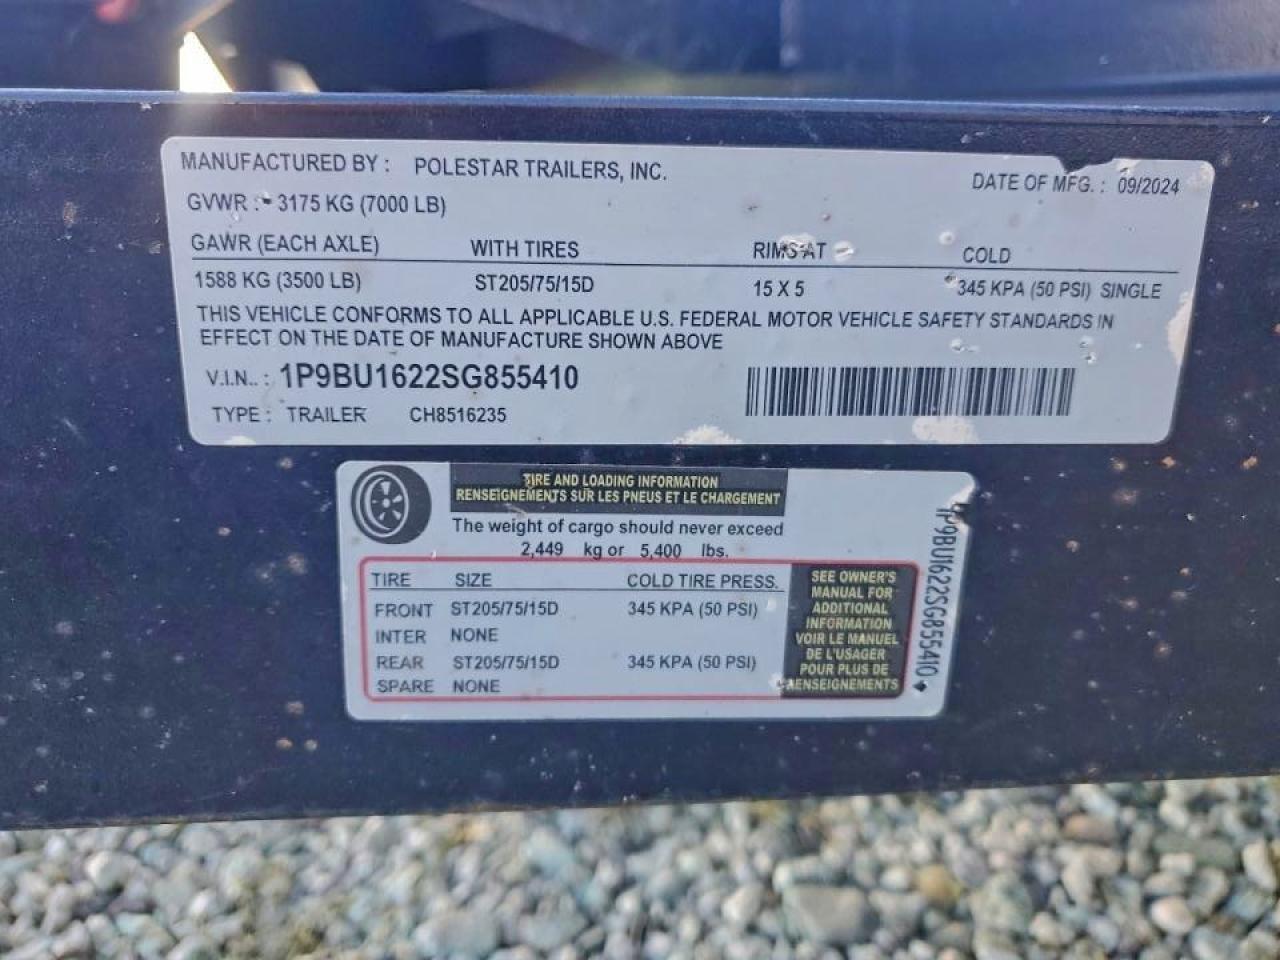 MANUFACTURED BY : POLESTAR TRAILERS, INC. DATE OF MFG. : 09/2024
GVWR : 3175 KG (7000 LB)
GAWR (EACH AXLE) WITH TIRES RIMS AT COLD
1588 KG (3500 LB) ST205/75/15D 15 X 5 345 KPA (50 PSI) SINGLE
THIS VEHICLE CONFORMS TO ALL APPLICABLE U.S. FEDERAL MOTOR VEHICLE SAFETY STANDARDS IN
EFFECT ON THE DATE OF MANUFACTURE SHOWN ABOVE
V.I.N.. : 1P9BU1622SG855410
TYPE : TRAILER CH8516235
TIRE AND LOADING INFORMATION
RENSEIGNEMENTS SUR LES PNEUS ET LE CHARGEMENT
The weight of cargo should never exceed
2,449 kg or 5,400 lbs.
TIRE SIZE COLD TIRE PRESS.
FRONT ST205/75/15D 345 KPA (50 PSI)
INTER NONE
REAR ST205/75/15D 345 KPA (50 PSI)
SPARE NONE
SEE OWNER'S
MANUAL FOR
ADDITIONAL
INFORMATION
VOIR LE MANUEL
DE L'USAGER
POUR PLUS DE
RENSEIGNEMENTS
1P9BU1622SG855410